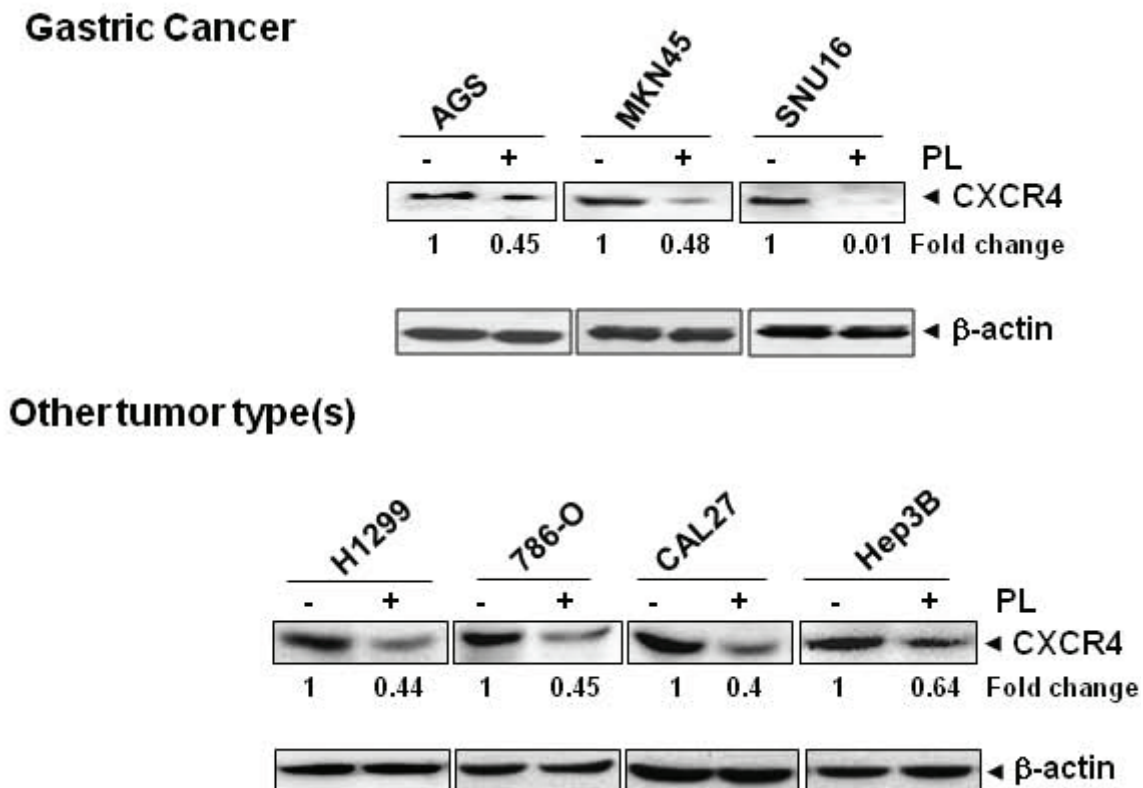 Gastric Cancer
AGS MKN45 SNU16
- + - + - + PL
◄ CXCR4
1 0.45 1 0.48 1 0.01 Fold change
◄ β-actin
Other tumor type(s)
H1299 786-O CAL27 Hep3B
- + - + - + - + PL
◄ CXCR4
1 0.44 1 0.45 1 0.4 1 0.64 Fold change
◄ β-actin